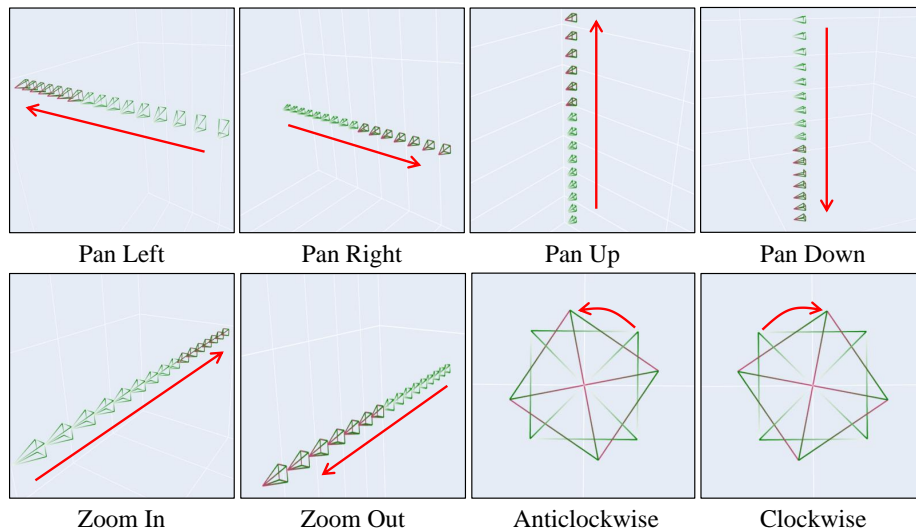 Pan Left
Pan Right
Pan Up
Pan Down
Zoom In
Zoom Out
Anticlockwise
Clockwise